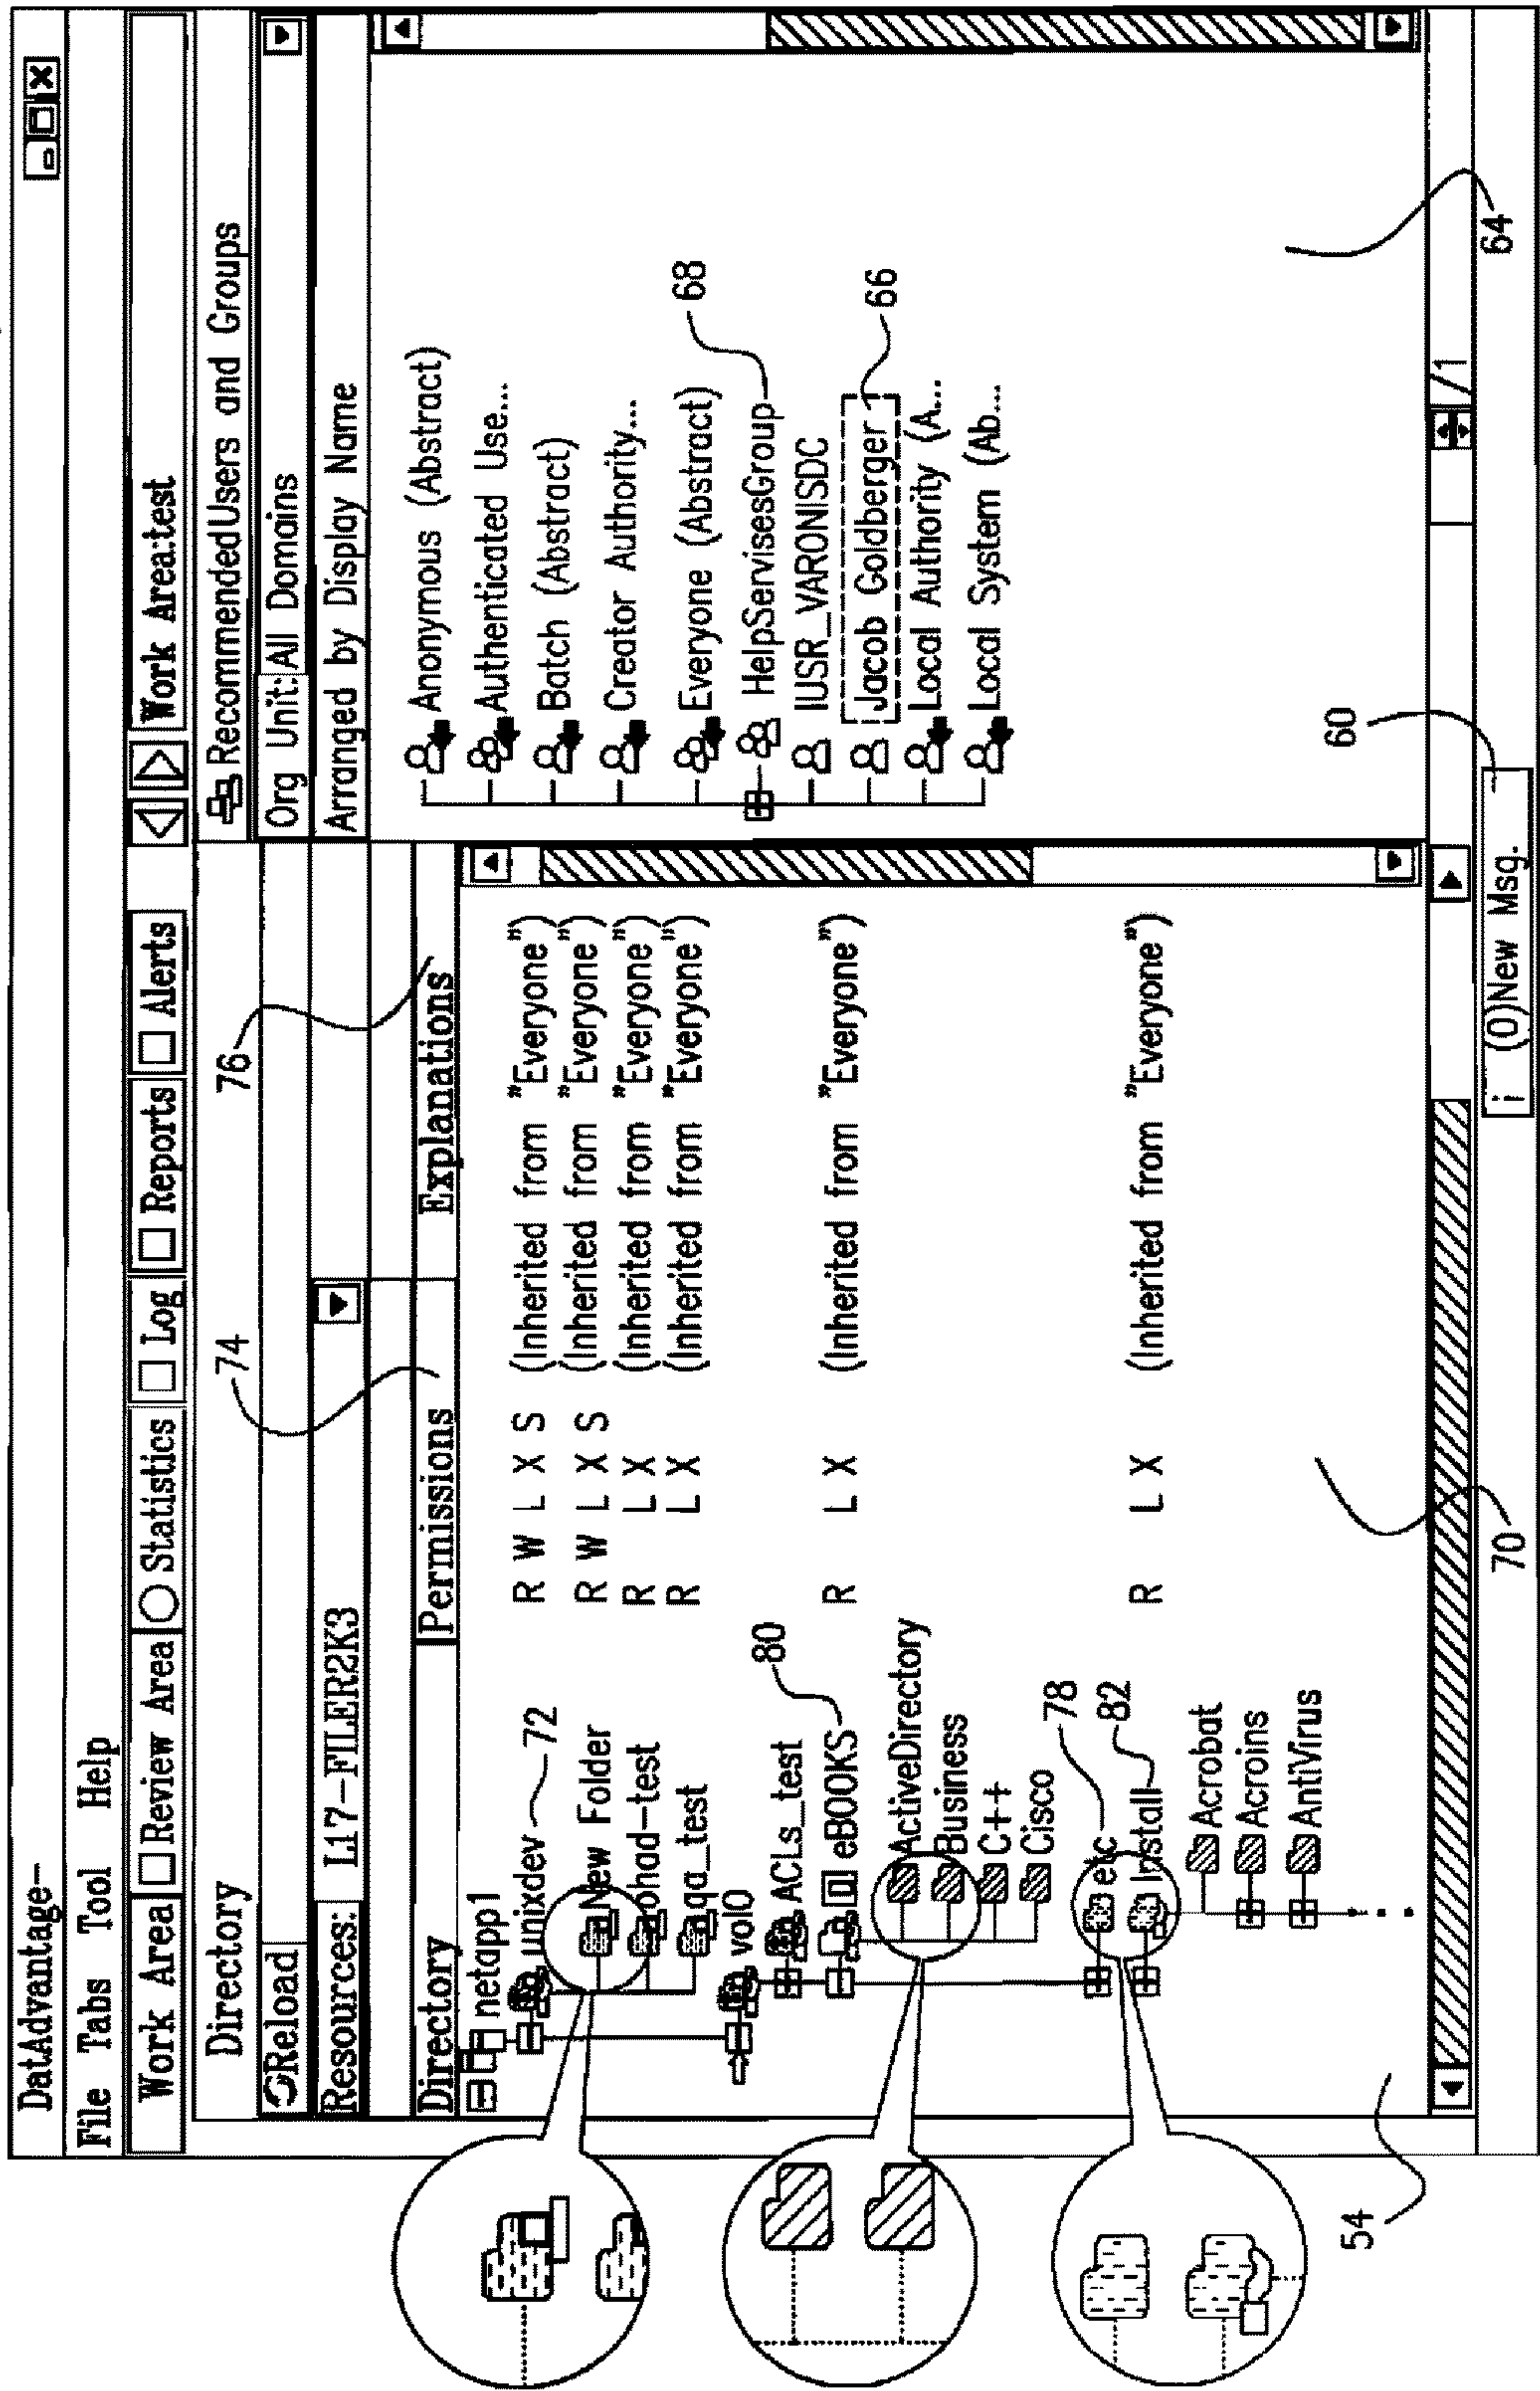 DatAdvantage-
File Tabs Tool Help
Work Area Review Area Statistics Log Reports Alerts Work Area:test
Directory
Reload
Resources: L17-FILER2K3
74
76
Directory Permissions Explanations
netapp1
unixdev 72 R W L X S (Inherited from "Everyone")
New Folder R W L X S (Inherited from "Everyone")
ohad-test R L X (Inherited from "Everyone")
qa_test R L X (Inherited from "Everyone")
vol0
ACLs_test
80
eBOOKS R L X (Inherited from "Everyone")
ActiveDirectory
Business
C++
Cisco
78
etc
82
Install R L X (Inherited from "Everyone")
Acrobat
Acroins
AntiVirus
RecommendedUsers and Groups
Org Unit: All Domains
Arranged by Display Name
Anonymous (Abstract)
Authenticated Use...
Batch (Abstract)
Creator Authority...
Everyone (Abstract)
HelpServisesGroup 68
IUSR_VARONISDC
Jacob Goldberger 66
Local Authority (A...
Local System (Ab...
/1
54
70
60
64
i (0)New Msg.